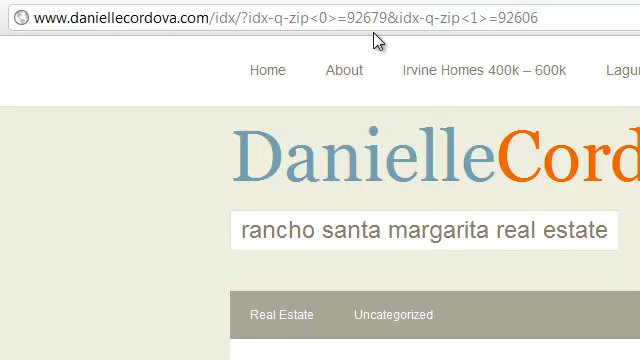 www.daniellecordova.com/idx/?idx-q-zip<0>=92679&idx-q-zip<1>=92606
Home About Irvine Homes 400k – 600k
DanielleCord
rancho santa margarita real estate
Real Estate Uncategorized